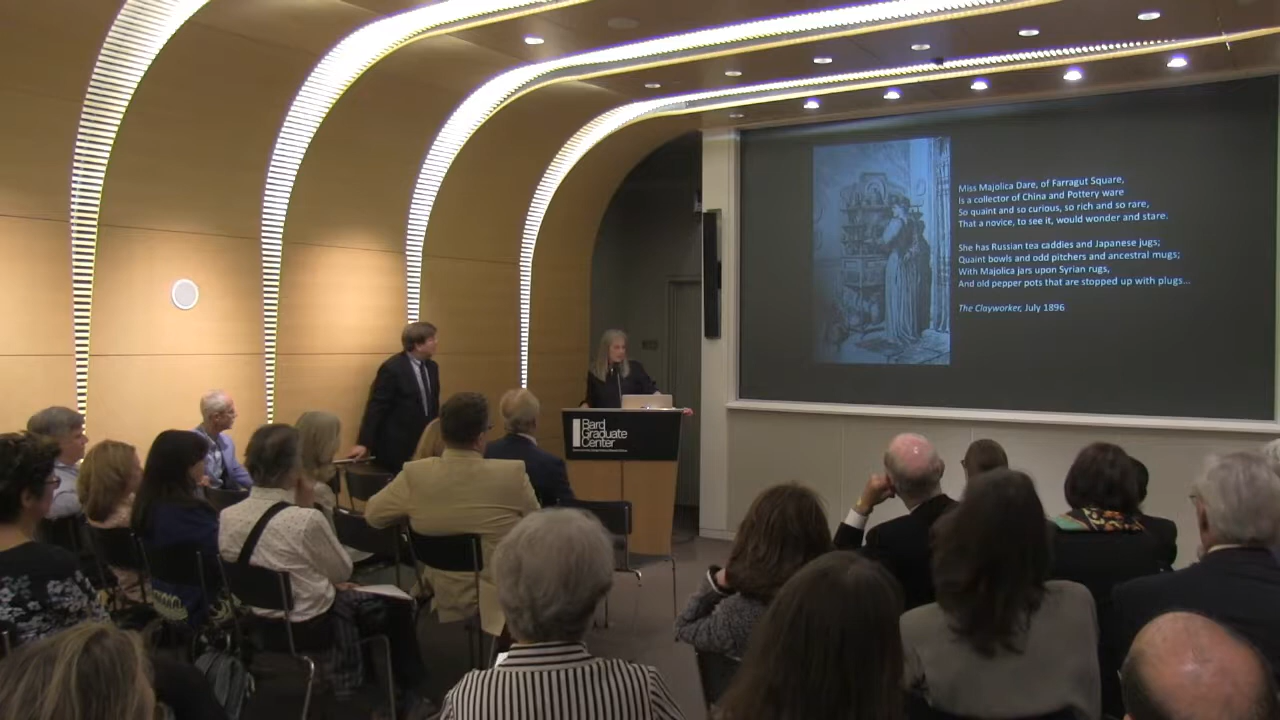 Miss Majolica Dare, of Farragut Square,
Is a collector of China and Pottery ware
So quaint and so curious, so rich and so rare,
That a novice, to see it, would wonder and stare.
She has Russian tea caddies and Japanese jugs;
Quaint bowls and odd pitchers and ancestral mugs;
With Majolica jars upon Syrian rugs,
And old pepper pots that are stopped up with plugs...
The Clayworker, July 1896
Bard
Graduate
Center